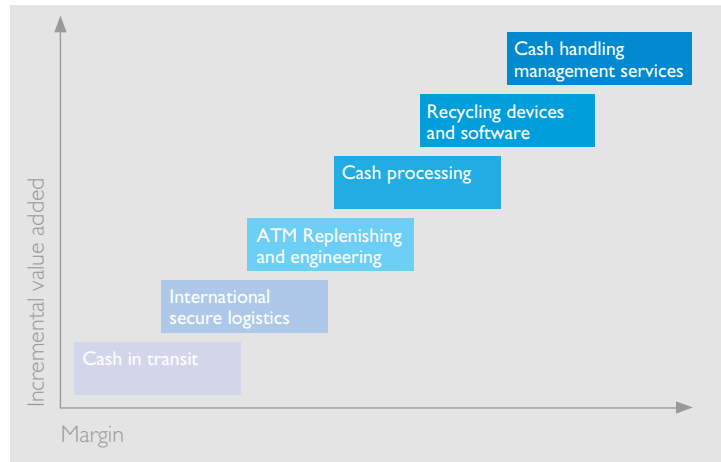 Cash handling
management services
Recycling devices
and software
Cash processing
ATM Replenishing
and engineering
International
secure logistics
Cash in transit
Incremental value added
Margin